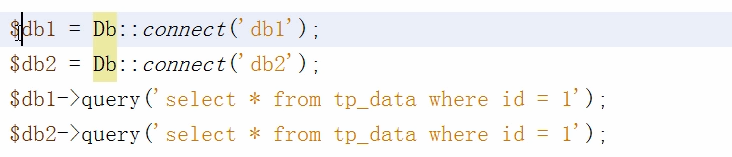 $db1 = Db::connect('db1');
$db2 = Db::connect('db2');
$db1->query('select * from tp_data where id = 1');
$db2->query('select * from tp_data where id = 1');